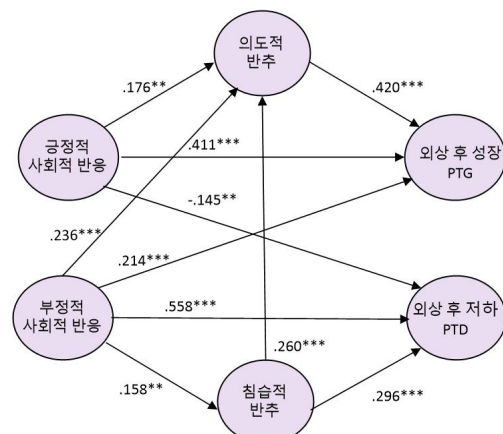 의도적
반추
.176**
.420***
긍정적
사회적 반응
.411***
외상 후 성장
PTG
-.145**
.236***
.214***
부정적
사회적 반응
.558***
외상 후 저하
PTD
.260***
.158**
침습적
반추
.296***